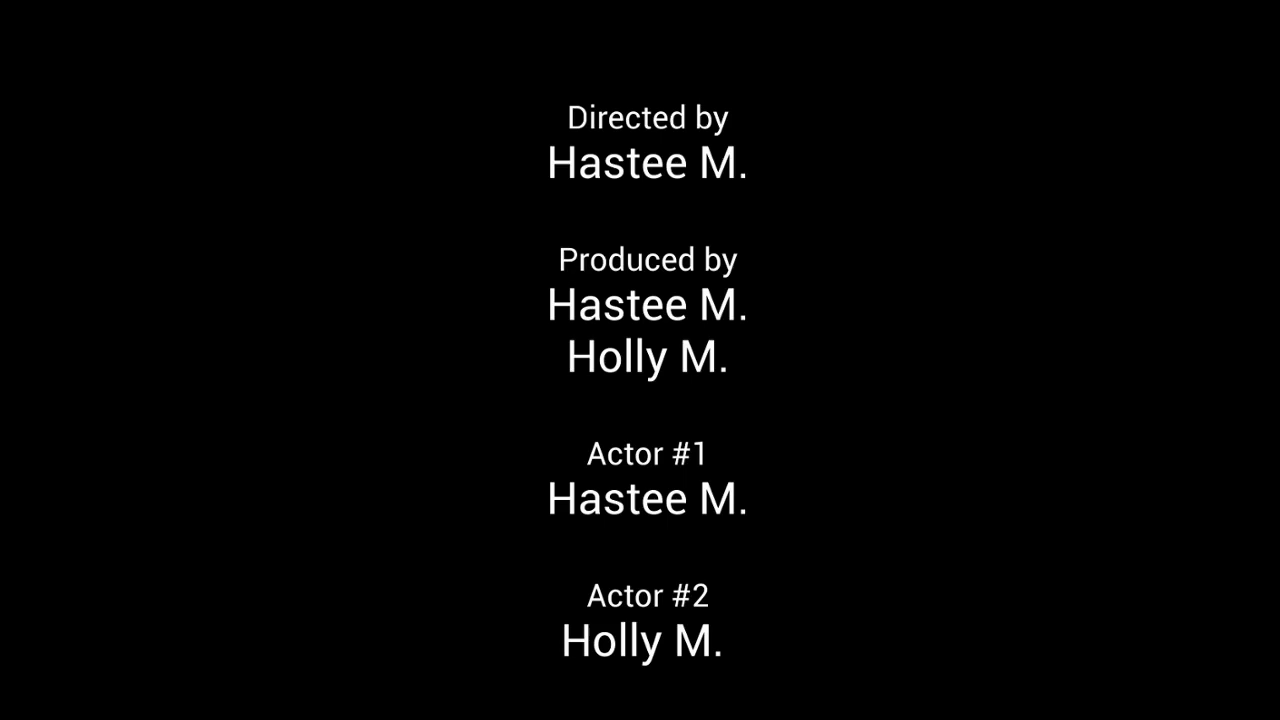 Directed by
Hastee M.
Produced by
Hastee M.
Holly M.
Actor #1
Hastee M.
Actor #2
Holly M.